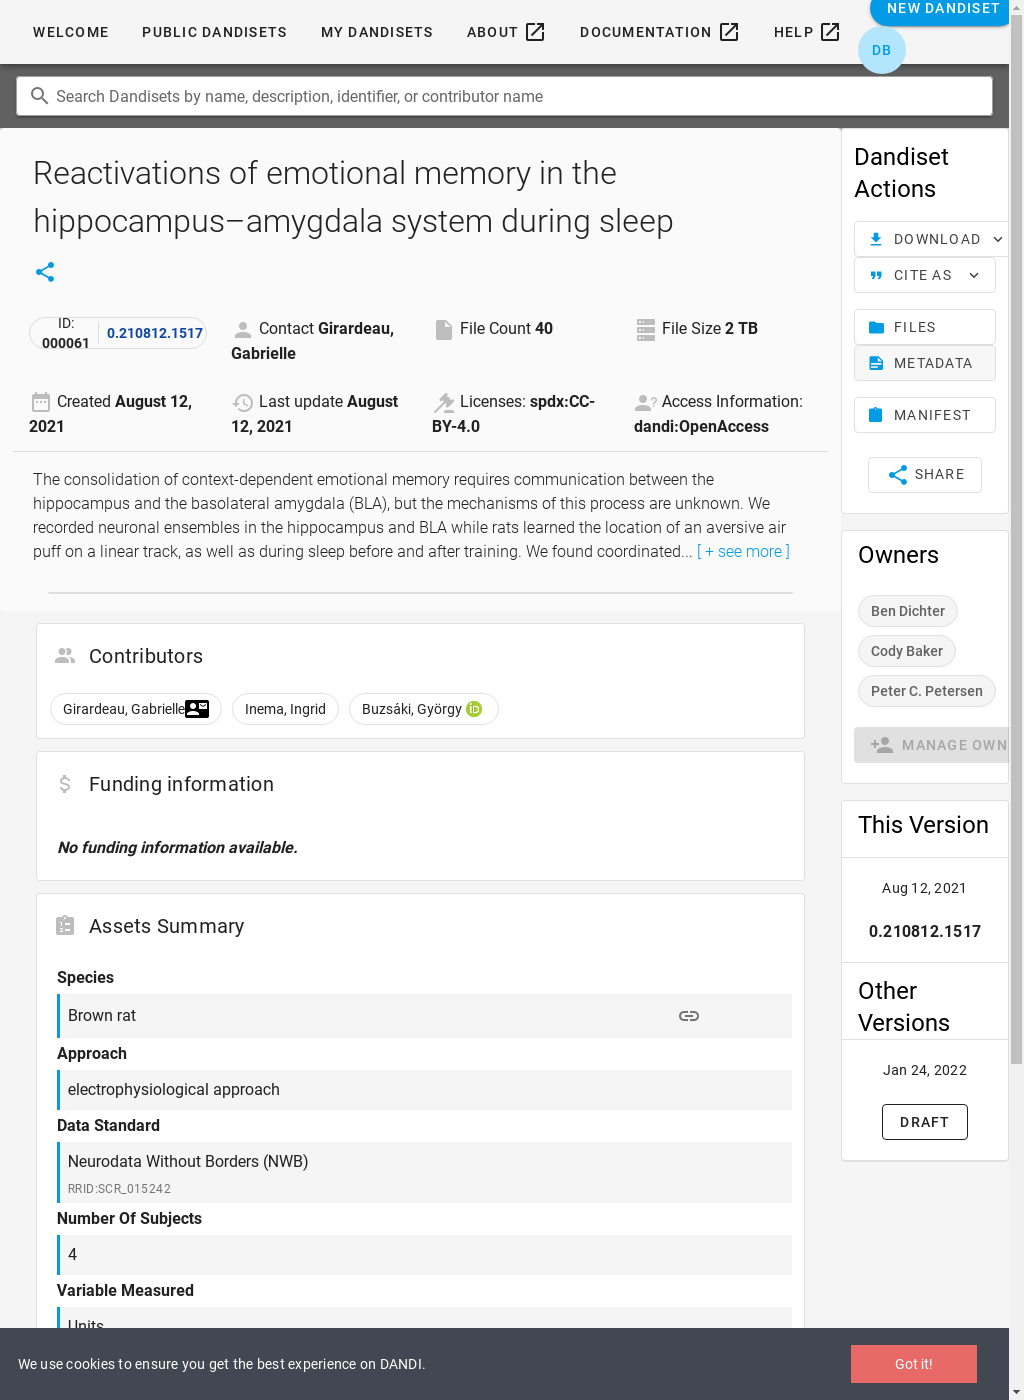 WELCOME PUBLIC DANDISETS MY DANDISETS ABOUT DOCUMENTATION HELP NEW DANDISET
DB
Search Dandisets by name, description, identifier, or contributor name
Reactivations of emotional memory in the
hippocampus–amygdala system during sleep
ID:
000061
0.210812.1517
Contact Girardeau,
Gabrielle
File Count 40
File Size 2 TB
Created August 12,
2021
Last update August
12, 2021
Licenses: spdx:CC-
BY-4.0
Access Information:
dandi:OpenAccess
The consolidation of context-dependent emotional memory requires communication between the
hippocampus and the basolateral amygdala (BLA), but the mechanisms of this process are unknown. We
recorded neuronal ensembles in the hippocampus and BLA while rats learned the location of an aversive air
puff on a linear track, as well as during sleep before and after training. We found coordinated... [ + see more ]
Contributors
Girardeau, Gabrielle
Inema, Ingrid
Buzsáki, György iD
Funding information
No funding information available.
Assets Summary
Species
Brown rat
Approach
electrophysiological approach
Data Standard
Neurodata Without Borders (NWB)
RRID:SCR_015242
Number Of Subjects
4
Variable Measured
Units
Dandiset
Actions
DOWNLOAD
CITE AS
FILES
METADATA
MANIFEST
SHARE
Owners
Ben Dichter
Cody Baker
Peter C. Petersen
MANAGE OWN
This Version
Aug 12, 2021
0.210812.1517
Other
Versions
Jan 24, 2022
DRAFT
We use cookies to ensure you get the best experience on DANDI.
Got it!